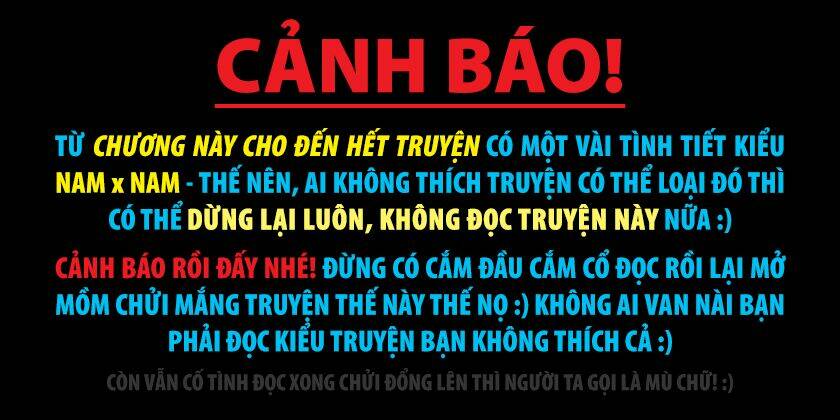 CẢNH BÁO!
TỪ CHƯƠNG NÀY CHO ĐẾN HẾT TRUYỆN CÓ MỘT VÀI TÌNH TIẾT KIỂU
NAM x NAM - THẾ NÊN, AI KHÔNG THÍCH TRUYỆN CÓ THỂ LOẠI ĐÓ THÌ
CÓ THỂ DỪNG LẠI LUÔN, KHÔNG ĐỌC TRUYỆN NÀY NỮA :)
CẢNH BÁO RỒI ĐẤY NHÉ! ĐỪNG CÓ CẮM ĐẦU CẮM CỔ ĐỌC RỒI LẠI MỞ
MỒM CHỬI MẮNG TRUYỆN THẾ NÀY THẾ NỌ :) KHÔNG AI VAN NÀI BẠN
PHẢI ĐỌC KIỂU TRUYỆN BẠN KHÔNG THÍCH CẢ :)
CÒN VẪN CỐ TÌNH ĐỌC XONG CHỬI ĐỔNG LÊN THÌ NGƯỜI TA GỌI LÀ MÙ CHỮ! :)